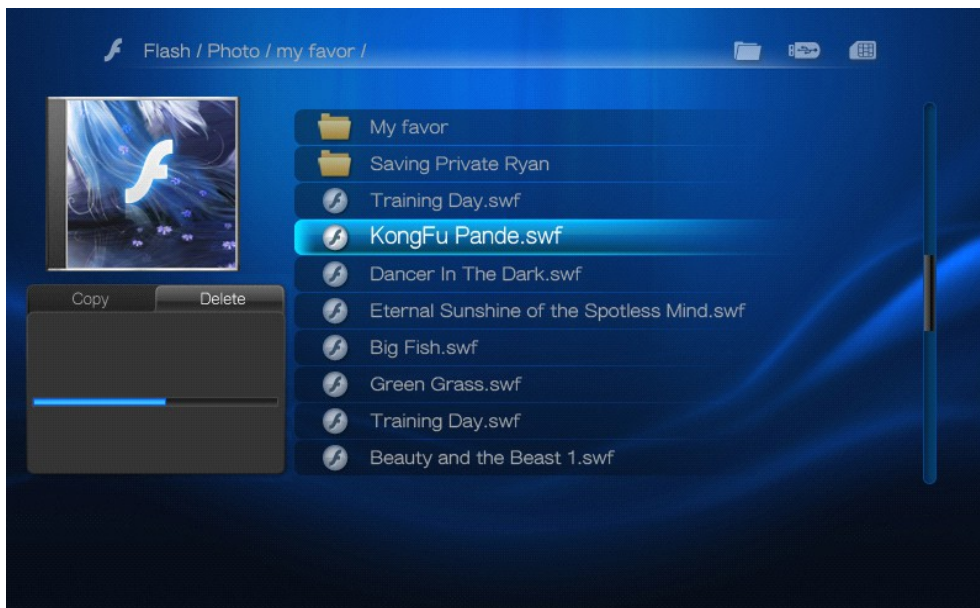 Flash / Photo / my favor /
My favor
Saving Private Ryan
Training Day.swf
KongFu Pande.swf
Dancer In The Dark.swf
Eternal Sunshine of the Spotless Mind.swf
Big Fish.swf
Green Grass.swf
Training Day.swf
Beauty and the Beast 1.swf
Copy Delete